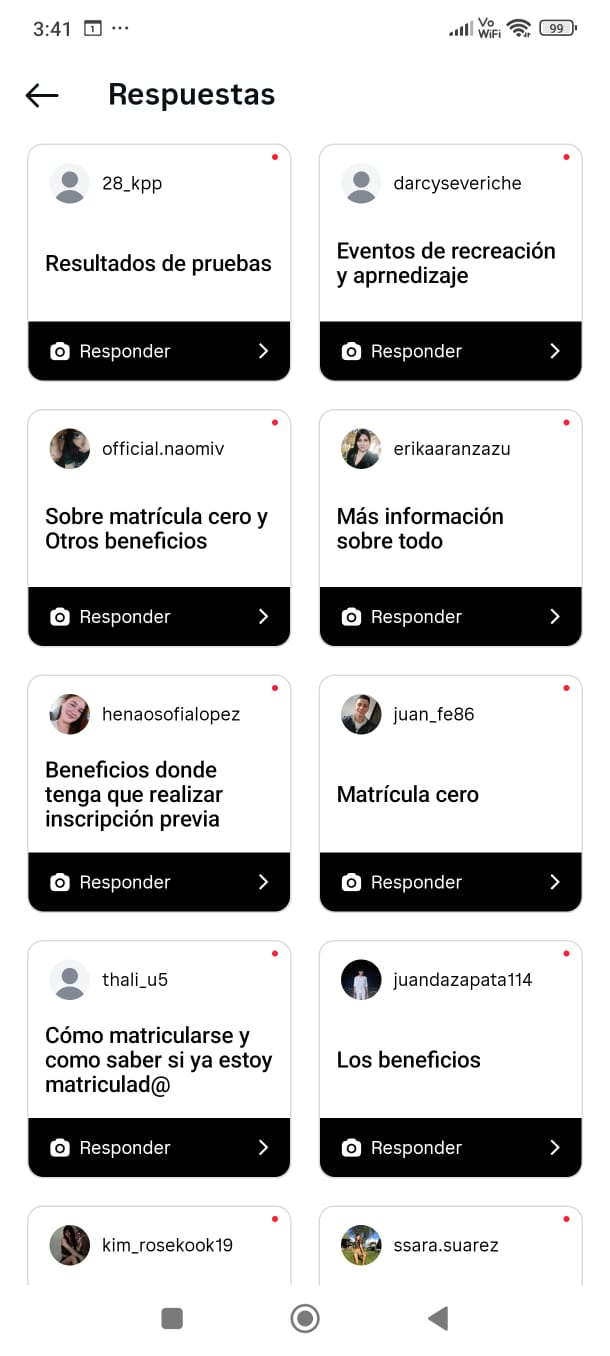 3:41 1 ...
Vo WiFi 99
Respuestas
28_kpp
Resultados de pruebas
Responder
darcyseveriche
Eventos de recreación
y aprnedizaje
Responder
official.naomiv
Sobre matrícula cero y
Otros beneficios
Responder
erikaaranzazu
Más información
sobre todo
Responder
henaosofialopez
Beneficios donde
tenga que realizar
inscripción previa
Responder
juan_fe86
Matrícula cero
Responder
thali_u5
Cómo matricularse y
como saber si ya estoy
matriculad@
Responder
juandazapata114
Los beneficios
Responder
kim_rosekook19
ssara.suarez